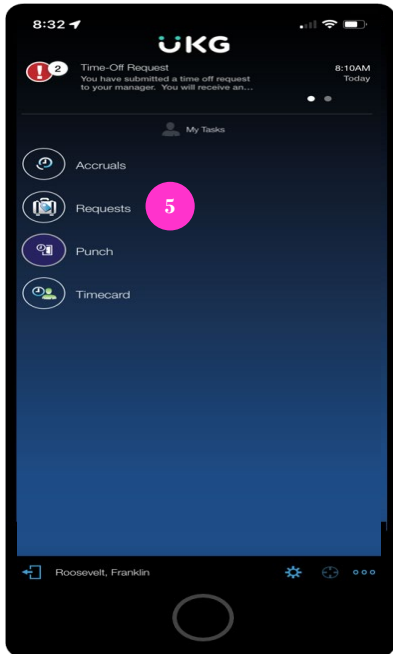 8:32
UKG
2
Time-Off Request
8:10AM
You have submitted a time off request
Today
to your manager. You will receive an...
My Tasks
Accruals
Requests
5
Punch
Timecard
Roosevelt, Franklin